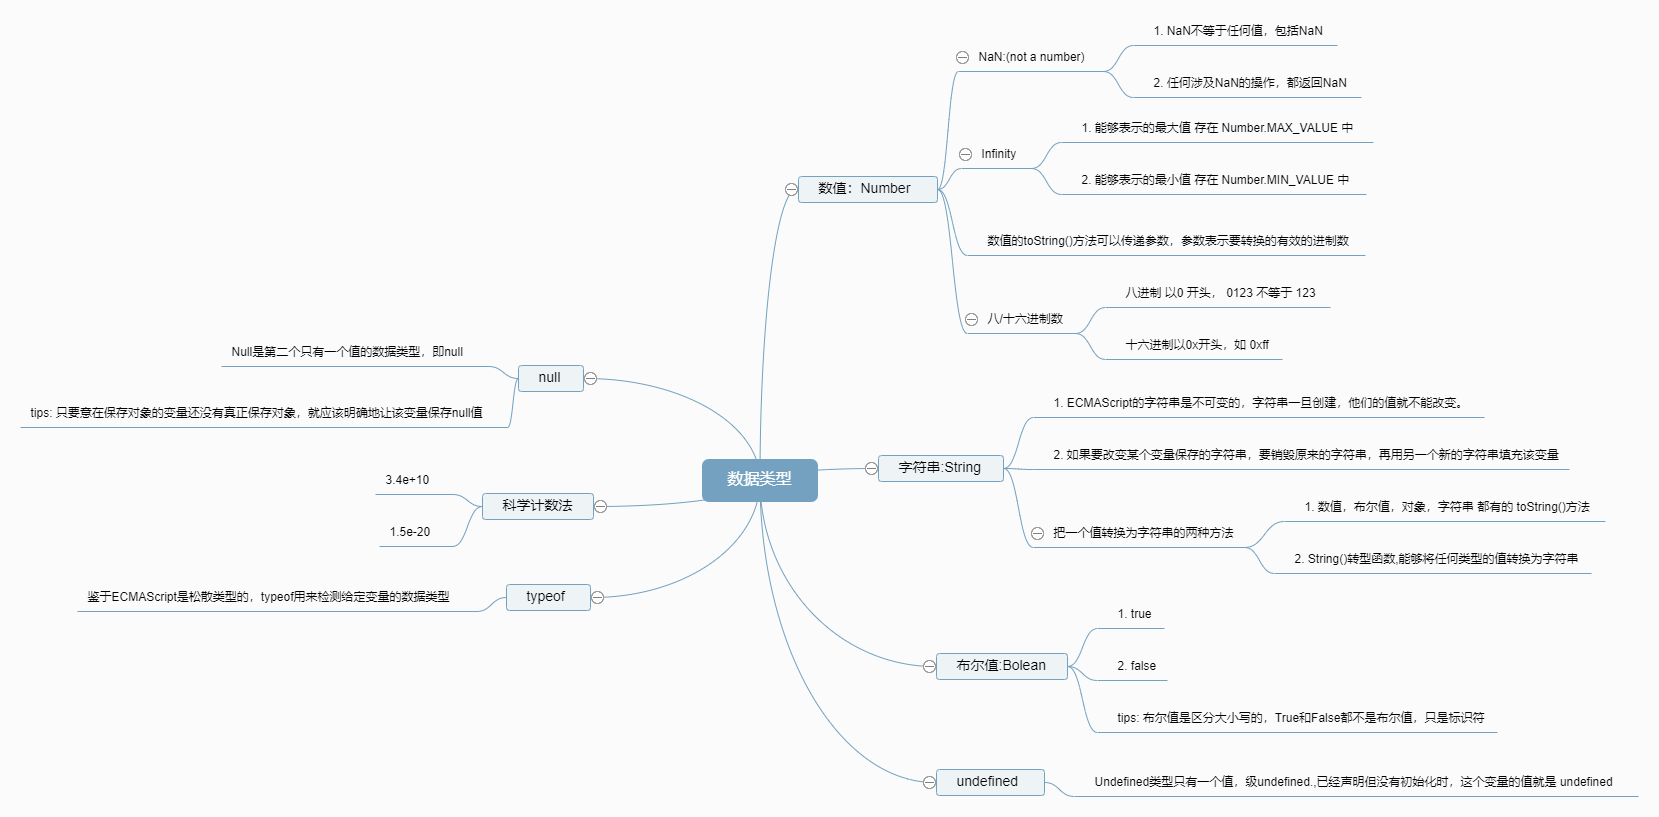 数据类型
数值：Number
NaN:(not a number)
1. NaN不等于任何值，包括NaN
2. 任何涉及NaN的操作，都返回NaN
Infinity
1. 能够表示的最大值 存在 Number.MAX_VALUE 中
2. 能够表示的最小值 存在 Number.MIN_VALUE 中
数值的toString()方法可以传递参数，参数表示要转换的有效的进制数
八/十六进制数
八进制 以0 开头， 0123 不等于 123
十六进制以0x开头，如 0xff
字符串:String
1. ECMAScript的字符串是不可变的，字符串一旦创建，他们的值就不能改变。
2. 如果要改变某个变量保存的字符串，要销毁原来的字符串，再用另一个新的字符串填充该变量
把一个值转换为字符串的两种方法
1. 数值，布尔值，对象，字符串 都有的 toString()方法
2. String()转型函数,能够将任何类型的值转换为字符串
布尔值:Bolean
1. true
2. false
tips: 布尔值是区分大小写的，True和False都不是布尔值，只是标识符
undefined
Undefined类型只有一个值，级undefined.,已经声明但没有初始化时，这个变量的值就是 undefined
null
Null是第二个只有一个值的数据类型，即null
tips: 只要意在保存对象的变量还没有真正保存对象，就应该明确地让该变量保存null值
科学计数法
3.4e+10
1.5e-20
typeof
鉴于ECMAScript是松散类型的，typeof用来检测给定变量的数据类型